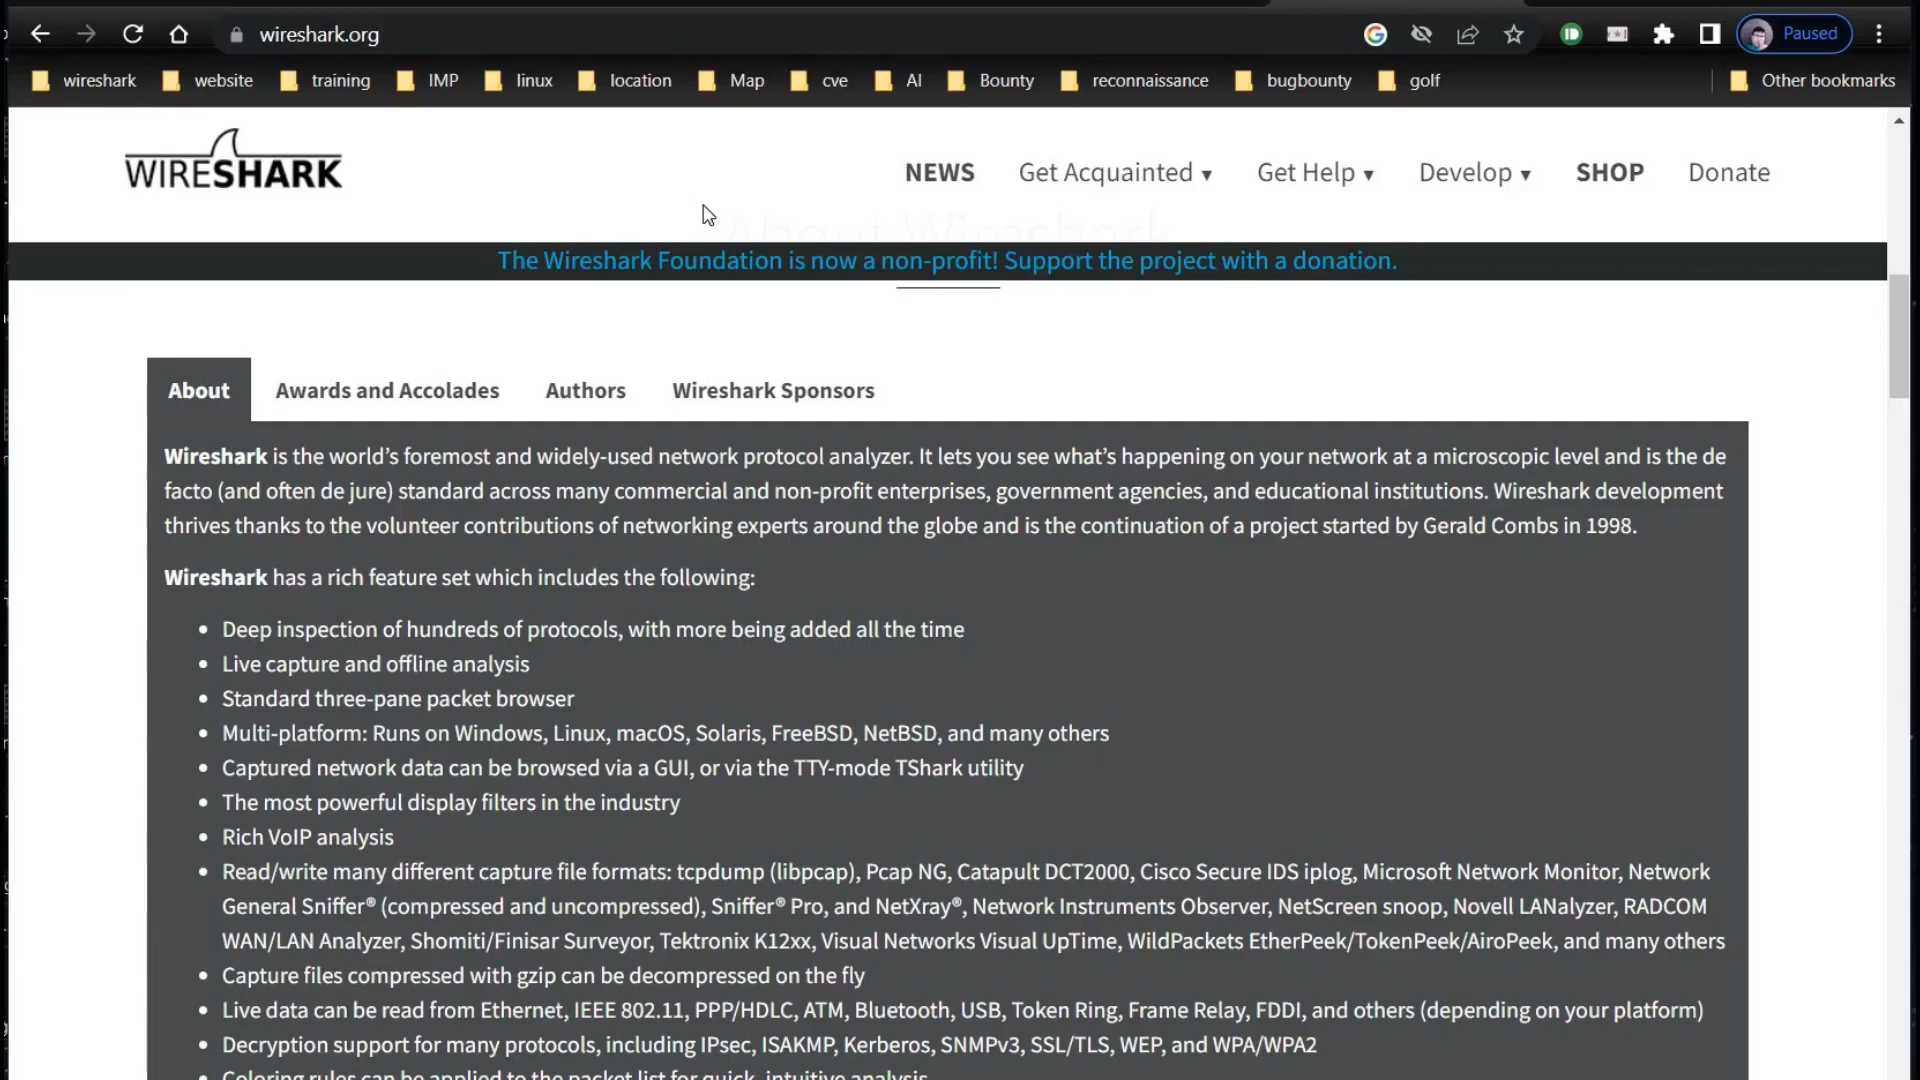 wireshark.org
Paused
wireshark website training IMP linux location Map cve AI Bounty reconnaissance bugbounty golf Other bookmarks
WIRESHARK
NEWS Get Acquainted ▾ Get Help ▾ Develop ▾ SHOP Donate
About Wireshark
The Wireshark Foundation is now a non-profit! Support the project with a donation.
About Awards and Accolades Authors Wireshark Sponsors
Wireshark is the world’s foremost and widely-used network protocol analyzer. It lets you see what’s happening on your network at a microscopic level and is the de
facto (and often de jure) standard across many commercial and non-profit enterprises, government agencies, and educational institutions. Wireshark development
thrives thanks to the volunteer contributions of networking experts around the globe and is the continuation of a project started by Gerald Combs in 1998.
Wireshark has a rich feature set which includes the following:
• Deep inspection of hundreds of protocols, with more being added all the time
• Live capture and offline analysis
• Standard three-pane packet browser
• Multi-platform: Runs on Windows, Linux, macOS, Solaris, FreeBSD, NetBSD, and many others
• Captured network data can be browsed via a GUI, or via the TTY-mode TShark utility
• The most powerful display filters in the industry
• Rich VoIP analysis
• Read/write many different capture file formats: tcpdump (libpcap), Pcap NG, Catapult DCT2000, Cisco Secure IDS iplog, Microsoft Network Monitor, Network
General Sniffer® (compressed and uncompressed), Sniffer® Pro, and NetXray®, Network Instruments Observer, NetScreen snoop, Novell LANalyzer, RADCOM
WAN/LAN Analyzer, Shomiti/Finisar Surveyor, Tektronix K12xx, Visual Networks Visual UpTime, WildPackets EtherPeek/TokenPeek/AiroPeek, and many others
• Capture files compressed with gzip can be decompressed on the fly
• Live data can be read from Ethernet, IEEE 802.11, PPP/HDLC, ATM, Bluetooth, USB, Token Ring, Frame Relay, FDDI, and others (depending on your platform)
• Decryption support for many protocols, including IPsec, ISAKMP, Kerberos, SNMPv3, SSL/TLS, WEP, and WPA/WPA2
• Coloring rules can be applied to the packet list for quick, intuitive analysis